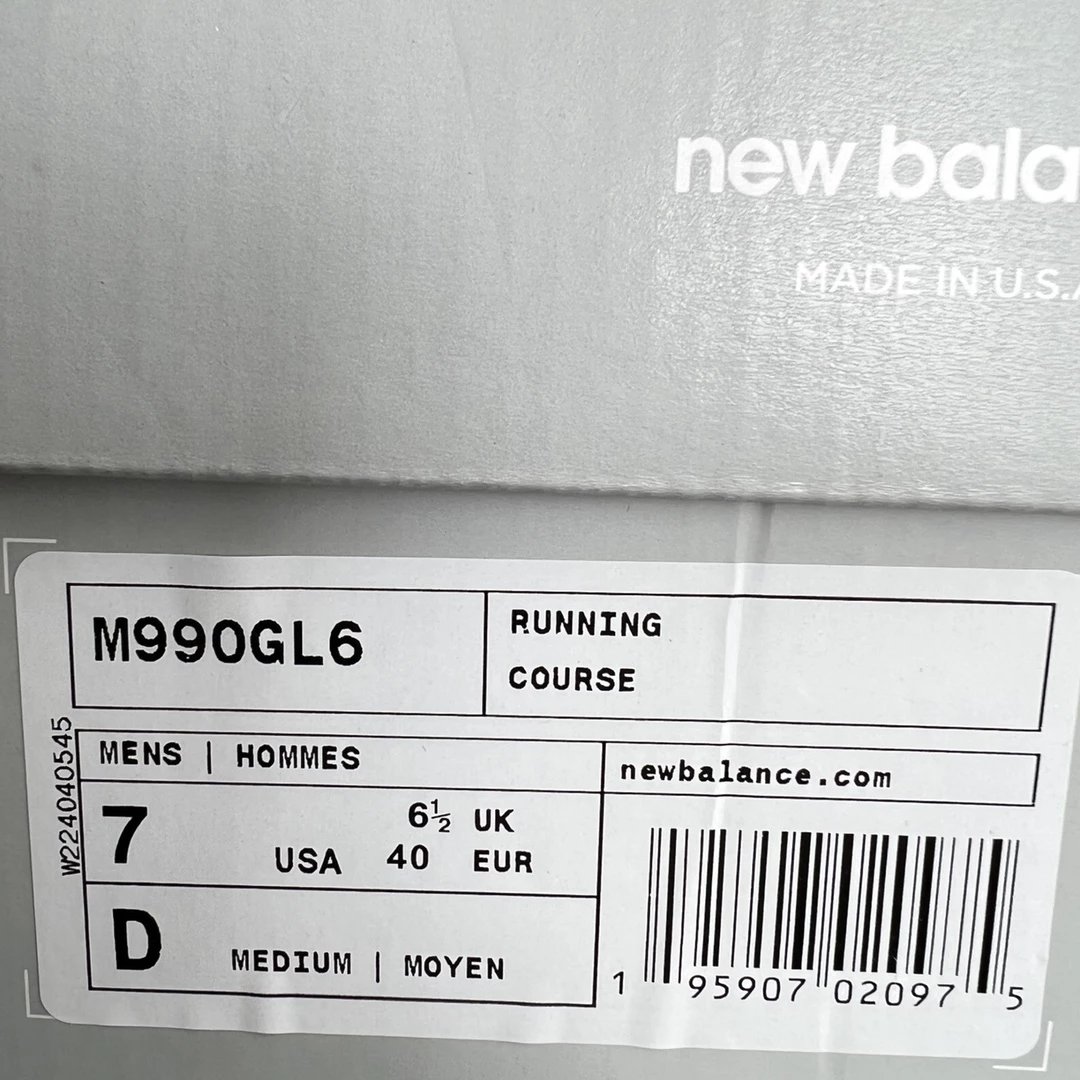 new bala
MADE IN U.S.A
M990GL6
RUNNING
COURSE
W224040545
MENS | HOMMES
newbalance.com
7
6½ UK
USA 40 EUR
D
MEDIUM | MOYEN
1 95907 02097 5